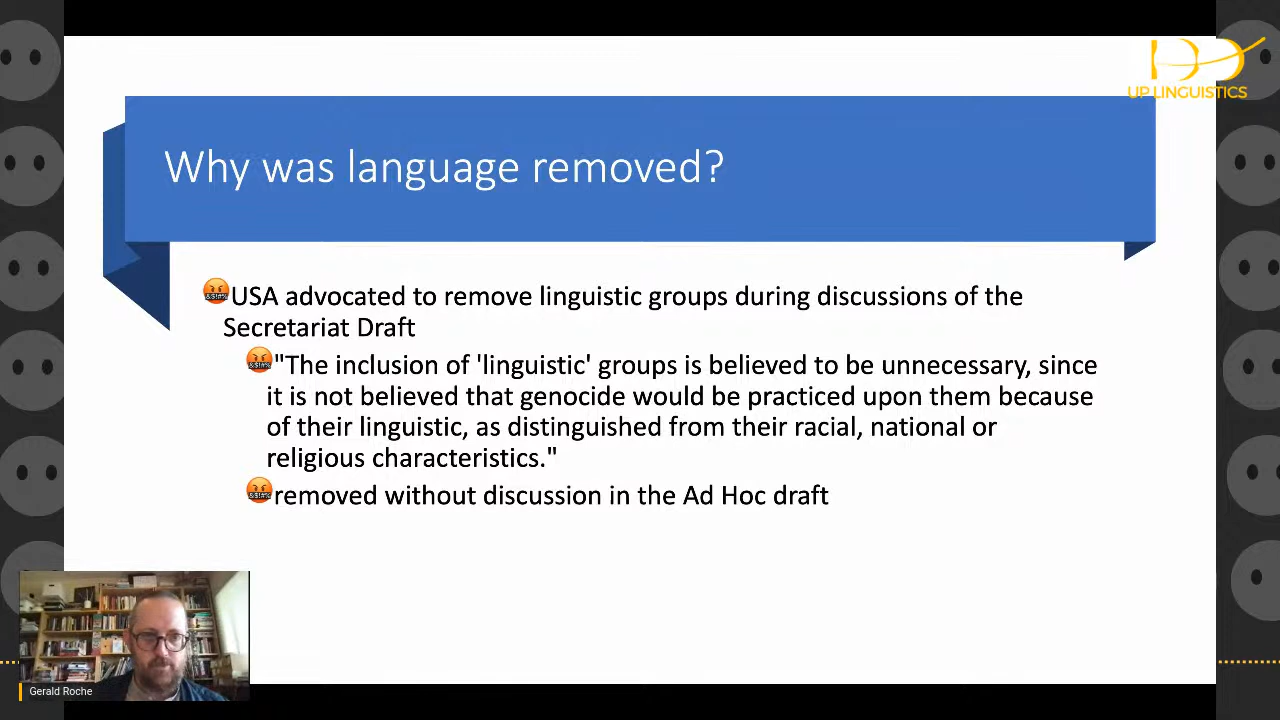 UP LINGUISTICS
Why was language removed?
🤬USA advocated to remove linguistic groups during discussions of the
Secretariat Draft
🤬"The inclusion of 'linguistic' groups is believed to be unnecessary, since
it is not believed that genocide would be practiced upon them because
of their linguistic, as distinguished from their racial, national or
religious characteristics."
🤬removed without discussion in the Ad Hoc draft
Gerald Roche